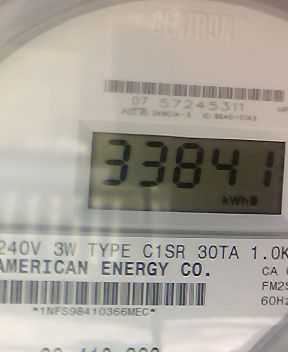 CENTRON®
07 57245311
33841
kWh
240V 3W TYPE C1SR 30TA 1.0K
AMERICAN ENERGY CO. CA
FM2S
60Hz
*1NFS98410366MEC*